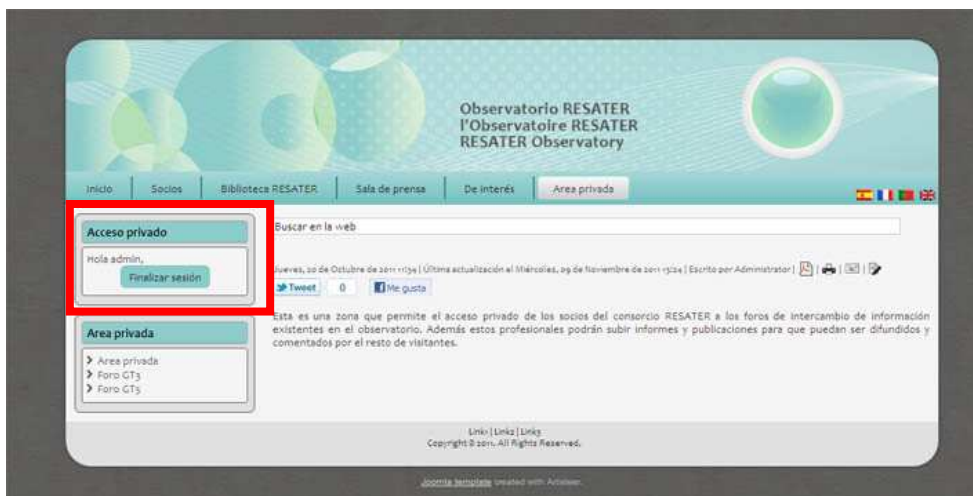 Observatorio RESATER
l'Observatoire RESATER
RESATER Observatory
Inicio
Socios
Biblioteca RESATER
Sala de prensa
De interés
Area privada
Acceso privado
Hola admin,
Finalizar sesión
Area privada
Area privada
Foro GT3
Foro GT5
Buscar en la web
Jueves, 20 de Octubre de 2011 11:34 | Última actualización el Miércoles, 09 de Noviembre de 2011 13:24 | Escrito por Administrator |
Tweet 0 Me gusta
Esta es una zona que permite el acceso privado de los socios del consorcio RESATER a los foros de intercambio de información
existentes en el observatorio. Además estos profesionales podrán subir informes y publicaciones para que puedan ser difundidos y
comentados por el resto de visitantes.
Link1 | Link2 | Link3
Copyright © 2011. All Rights Reserved.
Joomla template created with Artisteer.